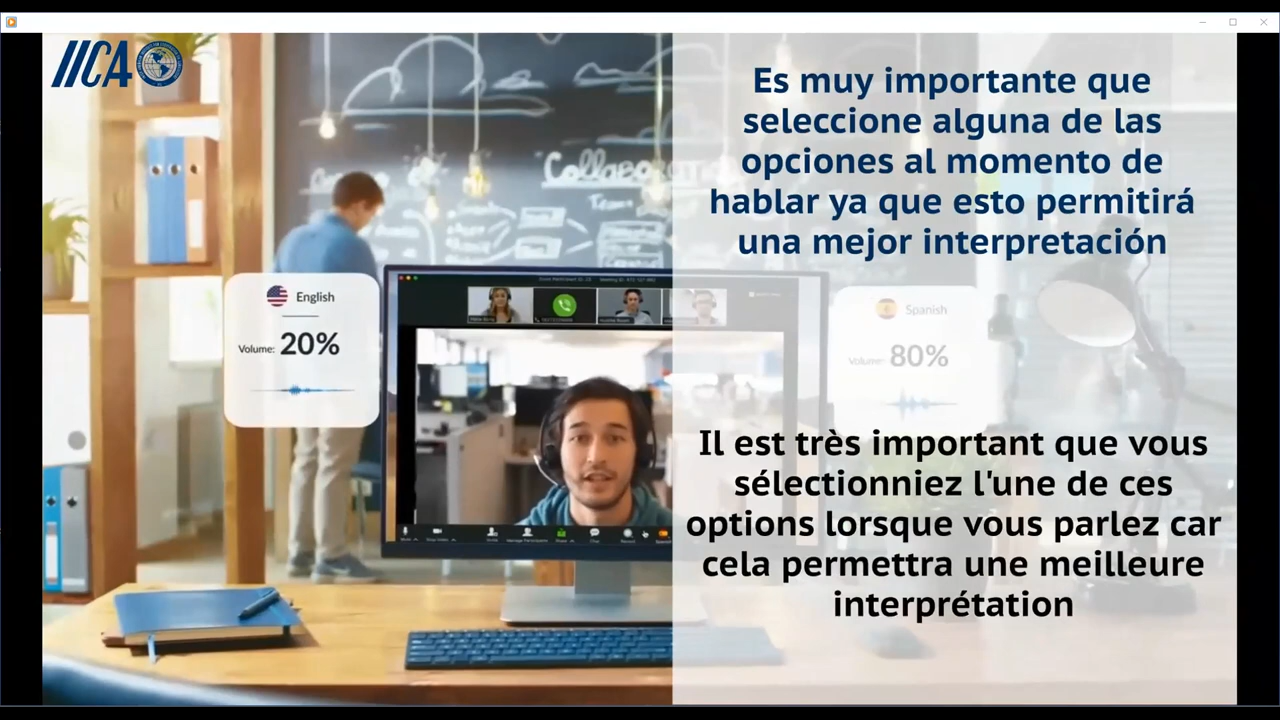 IICA
Es muy importante que
seleccione alguna de las
opciones al momento de
hablar ya que esto permitirá
una mejor interpretación
Collaboration
English
Volume: 20%
Spanish
Volume: 80%
Il est très important que vous
sélectionniez l'une de ces
options lorsque vous parlez car
cela permettra une meilleure
interprétation